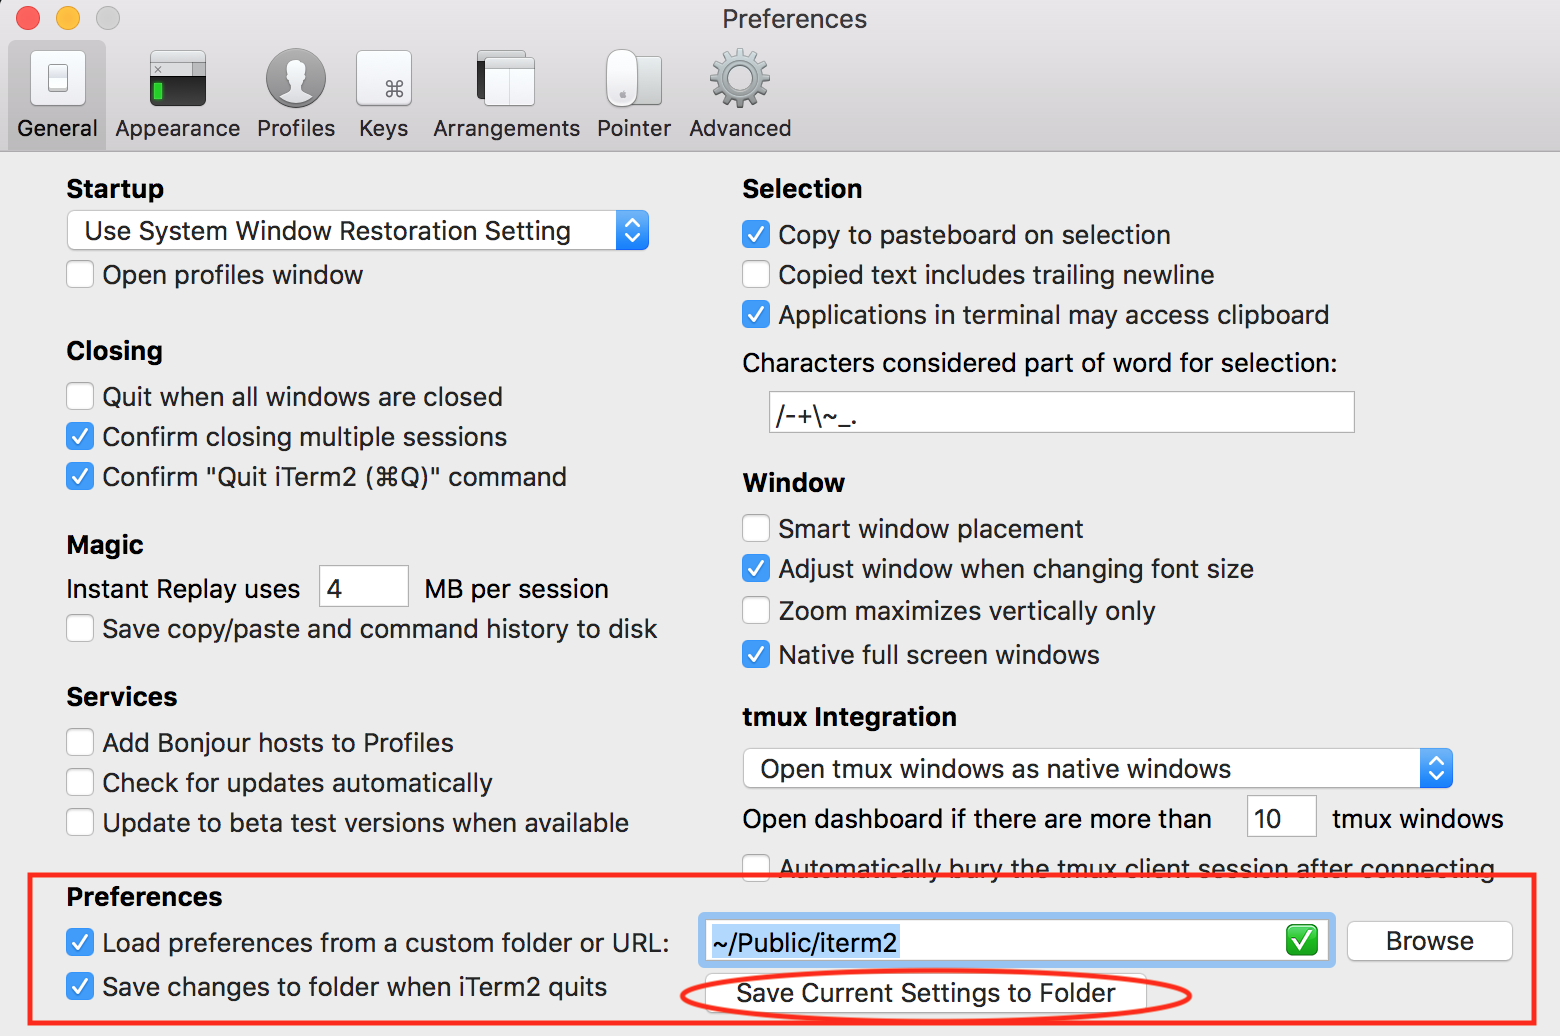 Preferences
General Appearance Profiles Keys Arrangements Pointer Advanced
Startup
Use System Window Restoration Setting
Open profiles window
Closing
Quit when all windows are closed
Confirm closing multiple sessions
Confirm "Quit iTerm2 (⌘Q)" command
Magic
Instant Replay uses 4 MB per session
Save copy/paste and command history to disk
Services
Add Bonjour hosts to Profiles
Check for updates automatically
Update to beta test versions when available
Selection
Copy to pasteboard on selection
Copied text includes trailing newline
Applications in terminal may access clipboard
Characters considered part of word for selection:
/-+\~_.
Window
Smart window placement
Adjust window when changing font size
Zoom maximizes vertically only
Native full screen windows
tmux Integration
Open tmux windows as native windows
Open dashboard if there are more than 10 tmux windows
Automatically bury the tmux client session after connecting
Preferences
Load preferences from a custom folder or URL: ~/Public/iterm2 Browse
Save changes to folder when iTerm2 quits Save Current Settings to Folder